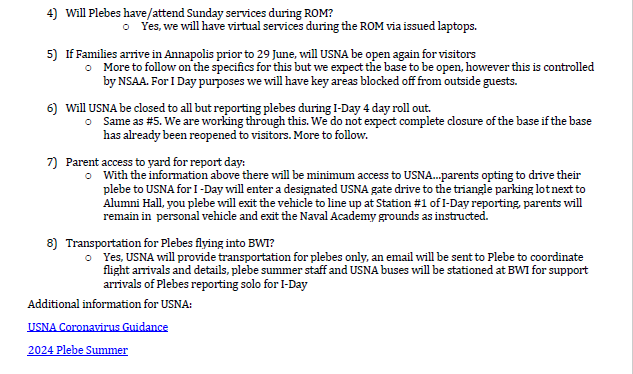 4) Will Plebes have/attend Sunday services during ROM?
o Yes, we will have virtual services during the ROM via issued laptops.
5) If Families arrive in Annapolis prior to 29 June, will USNA be open again for visitors
o More to follow on the specifics for this but we expect the base to be open, however this is controlled
by NSAA. For I Day purposes we will have key areas blocked off from outside guests.
6) Will USNA be closed to all but reporting plebes during I-Day 4 day roll out.
o Same as #5. We are working through this. We do not expect complete closure of the base if the base
has already been reopened to visitors. More to follow.
7) Parent access to yard for report day:
o With the information above there will be minimum access to USNA...parents opting to drive their
plebe to USNA for I -Day will enter a designated USNA gate drive to the triangle parking lot next to
Alumni Hall, you plebe will exit the vehicle to line up at Station #1 of I-Day reporting, parents will
remain in personal vehicle and exit the Naval Academy grounds as instructed.
8) Transportation for Plebes flying into BWI?
o Yes, USNA will provide transportation for plebes only, an email will be sent to Plebe to coordinate
flight arrivals and details, plebe summer staff and USNA buses will be stationed at BWI for support
arrivals of Plebes reporting solo for I-Day
Additional information for USNA:
USNA Coronavirus Guidance
2024 Plebe Summer